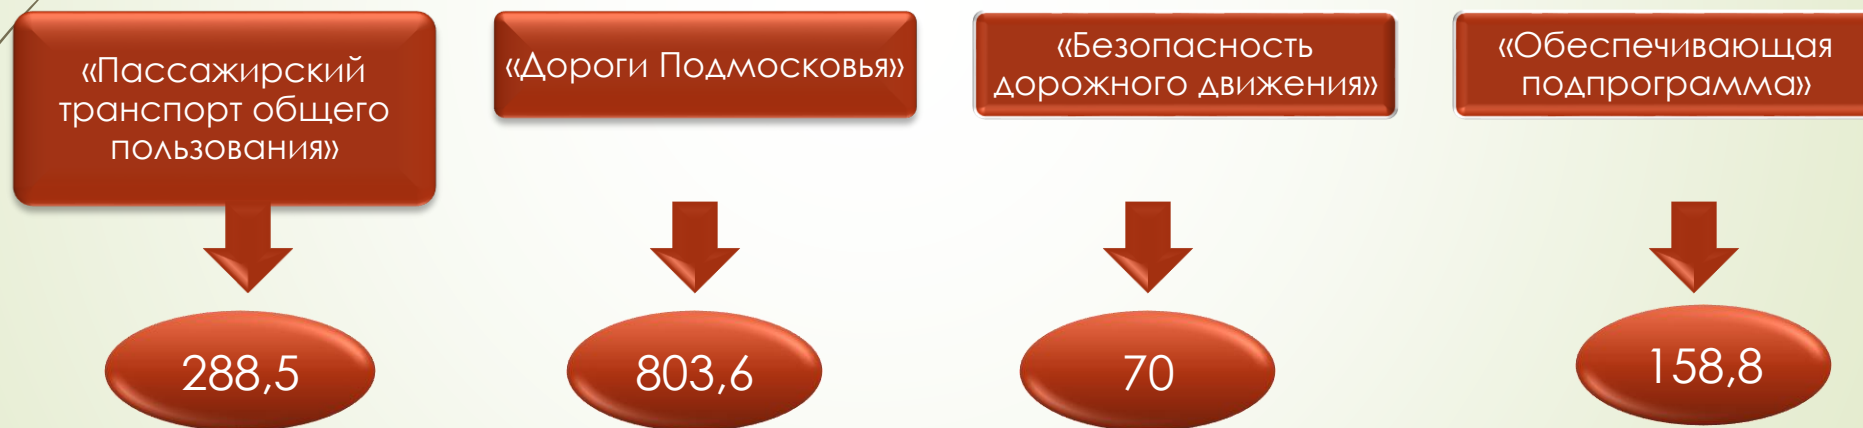 «Пассажирский
транспорт общего
пользования»
«Дороги Подмосковья»
«Безопасность
дорожного движения»
«Обеспечивающая
подпрограмма»
288,5
803,6
70
158,8